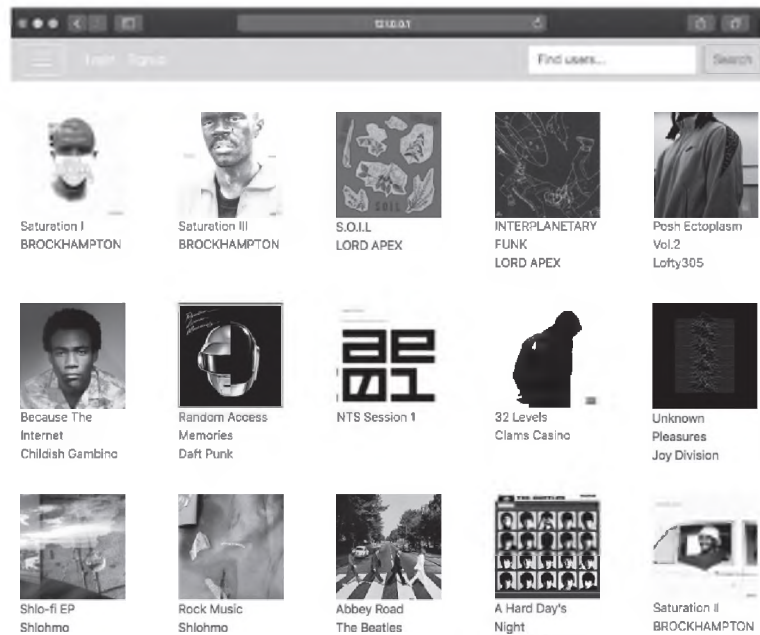 127.0.0.1
Login Signup
Find users...
Search
Saturation I
BROCKHAMPTON
Saturation III
BROCKHAMPTON
S.O.I.L
LORD APEX
INTERPLANETARY
FUNK
LORD APEX
Posh Ectoplasm
Vol.2
Lofty305
Because The
Internet
Childish Gambino
Random Access
Memories
Daft Punk
NTS Session 1
32 Levels
Clams Casino
Unknown
Pleasures
Joy Division
Shlo-fi EP
Shlohmo
Rock Music
Shlohmo
Abbey Road
The Beatles
THE BEATLES
A Hard Day's
Night
Saturation II
BROCKHAMPTON